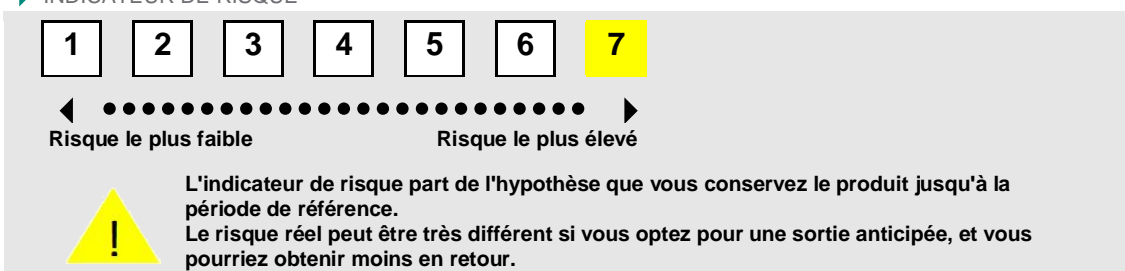 INDICATEUR DE RISQUE
1 2 3 4 5 6 7
Risque le plus faible Risque le plus élevé
L'indicateur de risque part de l'hypothèse que vous conservez le produit jusqu'à la
période de référence.
Le risque réel peut être très différent si vous optez pour une sortie anticipée, et vous
pourriez obtenir moins en retour.
!